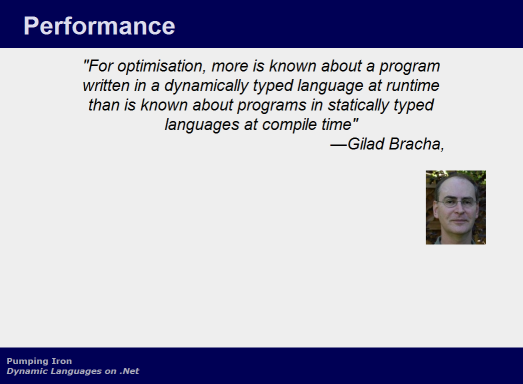 Performance
"For optimisation, more is known about a program
written in a dynamically typed language at runtime
than is known about programs in statically typed
languages at compile time"
—Gilad Bracha,
Pumping Iron
Dynamic Languages on .Net